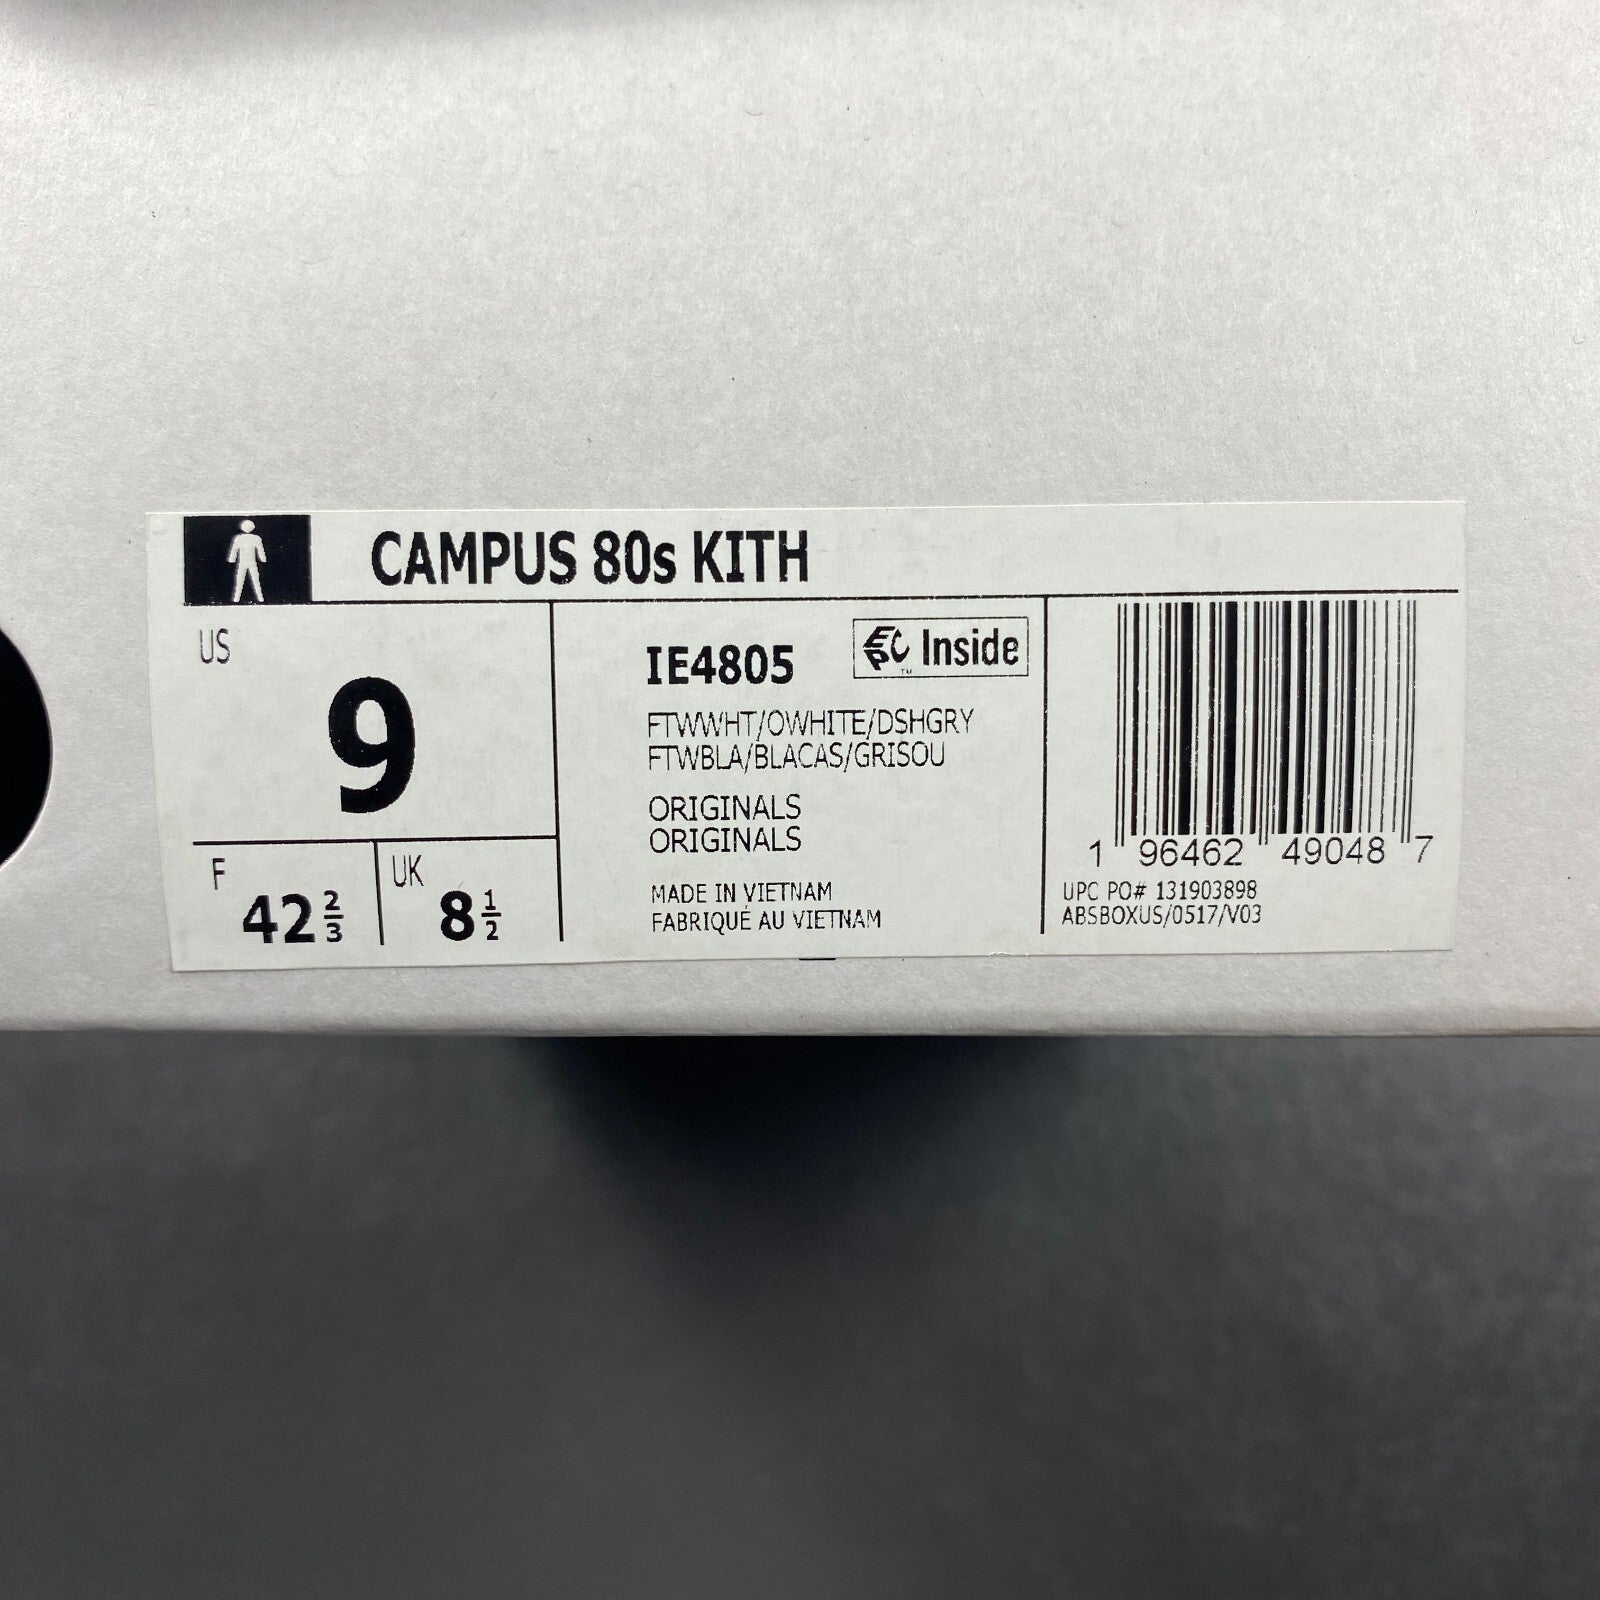 CAMPUS 80s KITH
US
9
F
42 2/3
UK
8 1/2
IE4805
EPC Inside
TM
FTWWHT/OWHITE/DSHGRY
FTWBLA/BLACAS/GRISOU
ORIGINALS
ORIGINALS
MADE IN VIETNAM
FABRIQUÉ AU VIETNAM
1 96462 49048 7
UPC PO# 131903898
ABSBOXUS/0517/V03